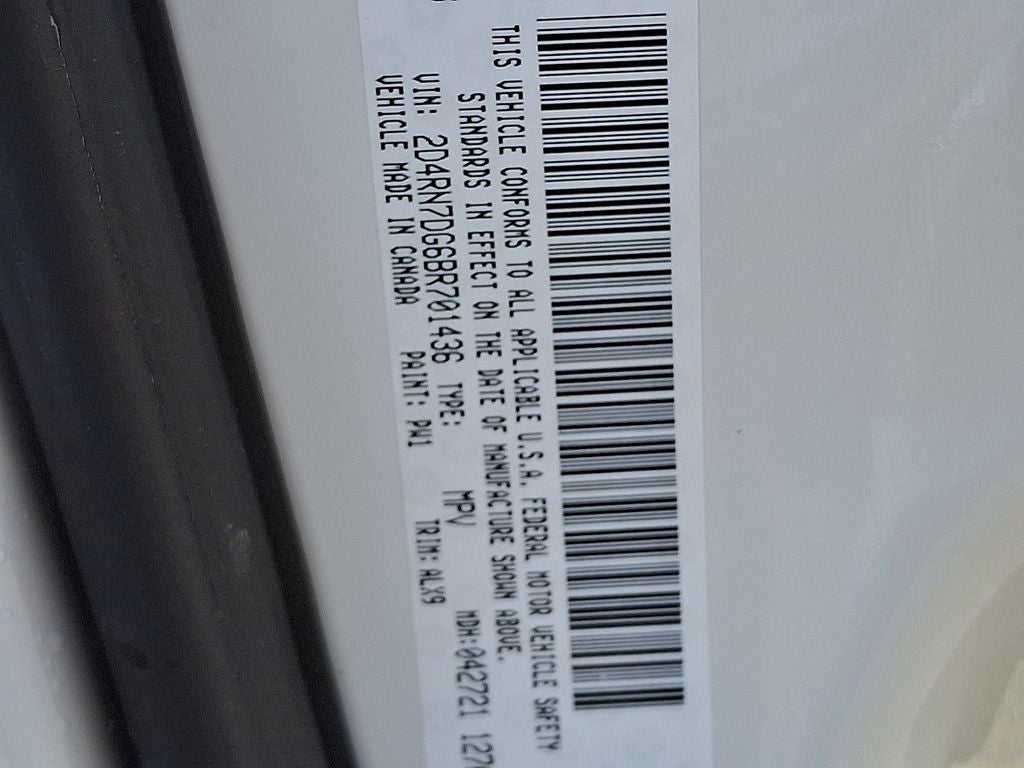 THIS VEHICLE CONFORMS TO ALL APPLICABLE U.S.A. FEDERAL MOTOR VEHICLE SAFETY
STANDARDS IN EFFECT ON THE DATE OF MANUFACTURE SHOWN ABOVE.
VIN: 2D4RN7DG6BR701436 TYPE: MPV MDH:042721
VEHICLE MADE IN CANADA PAINT: PW1 TRIM:ALX9